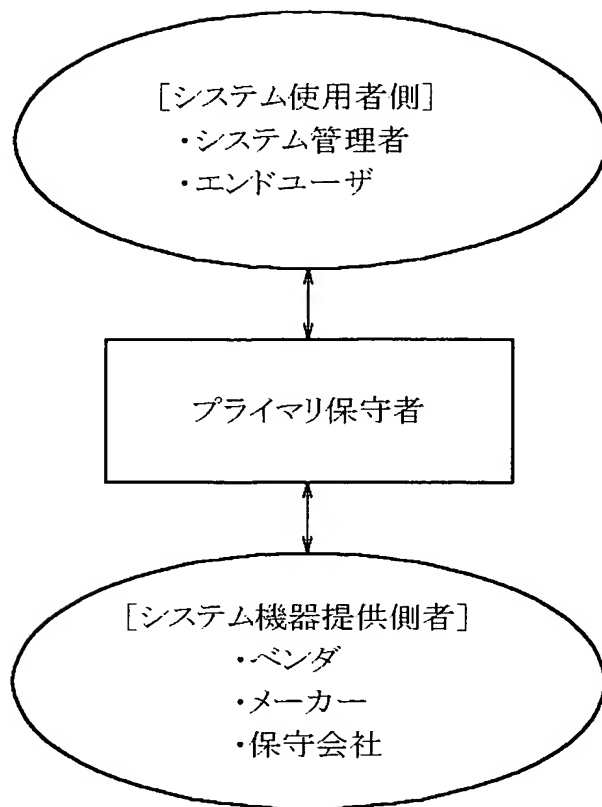 [システム使用者側]
・システム管理者
・エンドユーザ
プライマリ保守者
[システム機器提供側者]
・ベンダ
・メーカー
・保守会社